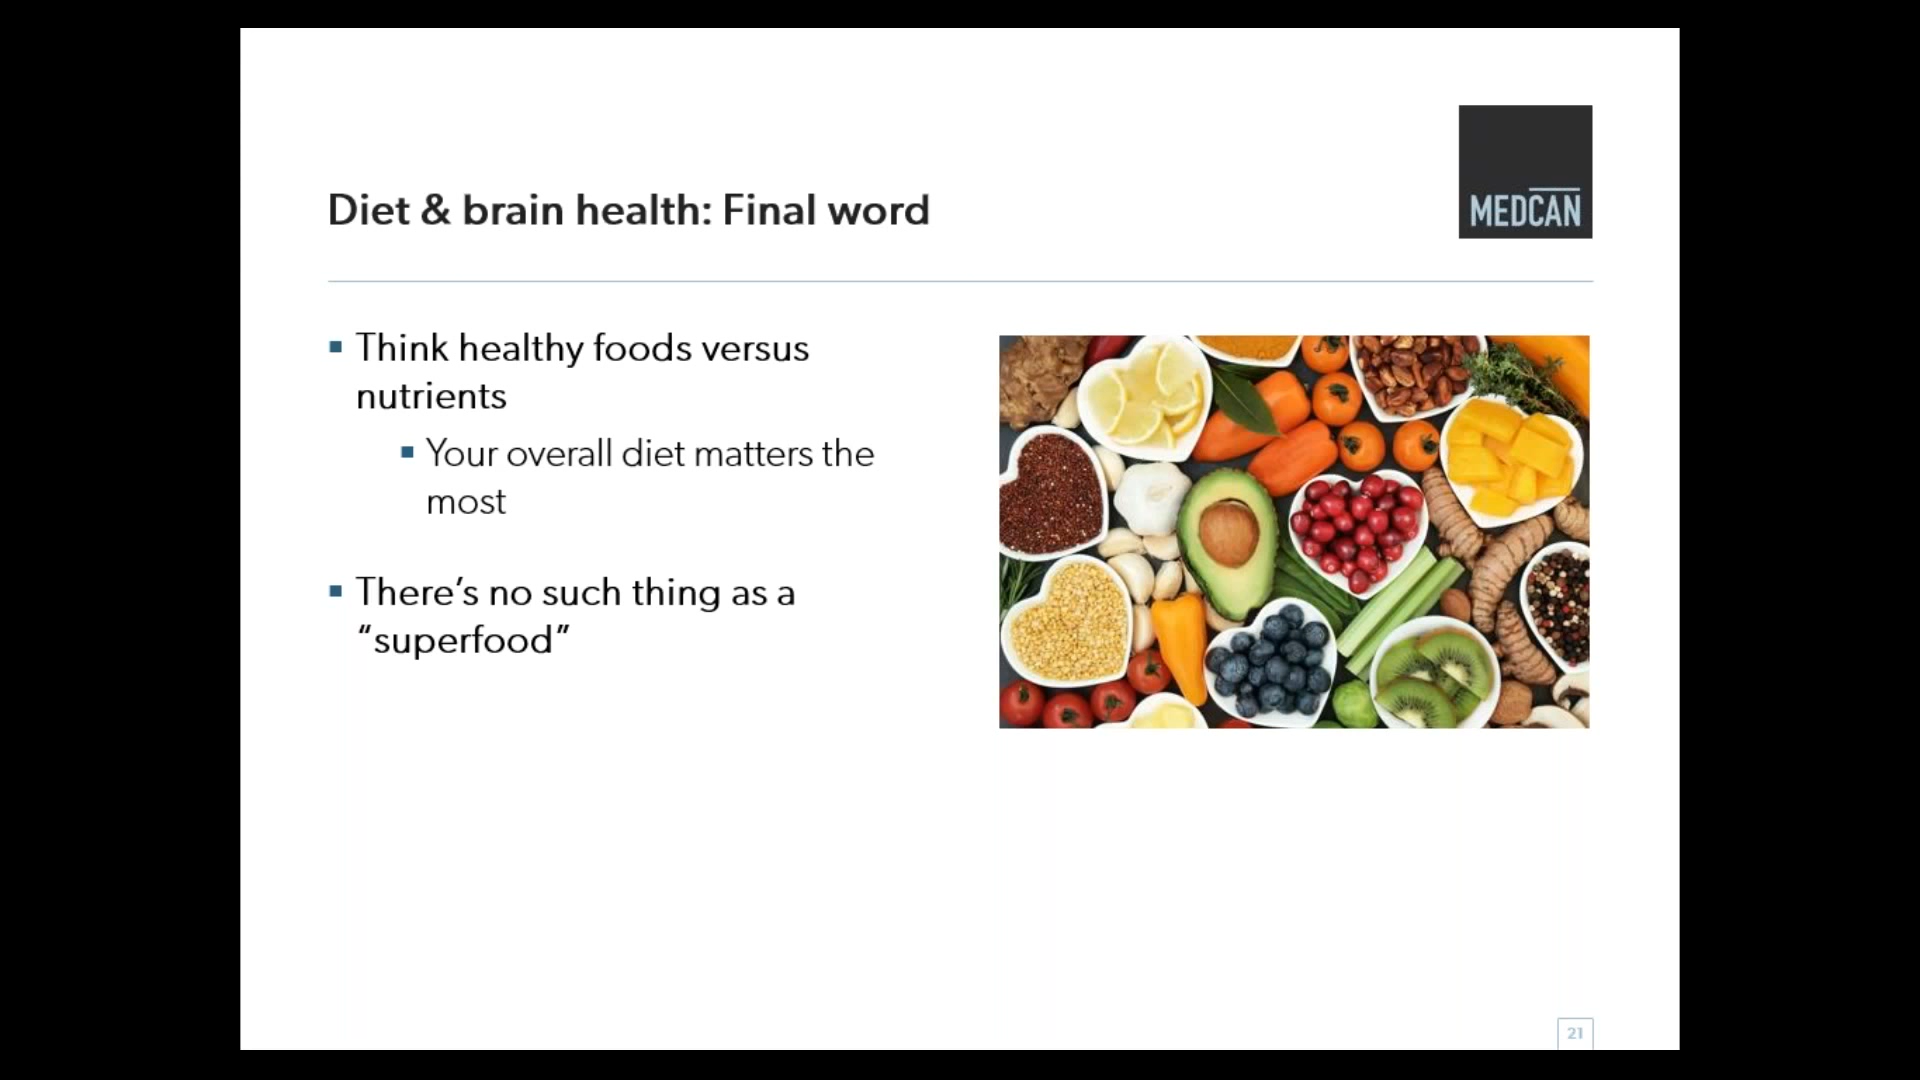 MEDCAN
Diet & brain health: Final word
▪ Think healthy foods versus
nutrients
▪ Your overall diet matters the
most
▪ There’s no such thing as a
“superfood”
21